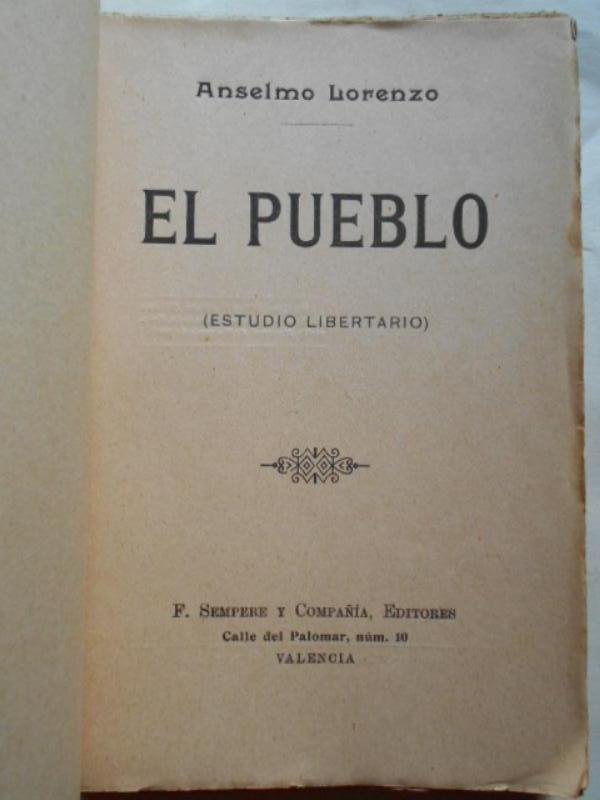 Anselmo Lorenzo
EL PUEBLO
(ESTUDIO LIBERTARIO)
F. SEMPERE Y COMPAÑÍA, EDITORES
Calle del Palomar, núm. 10
VALENCIA